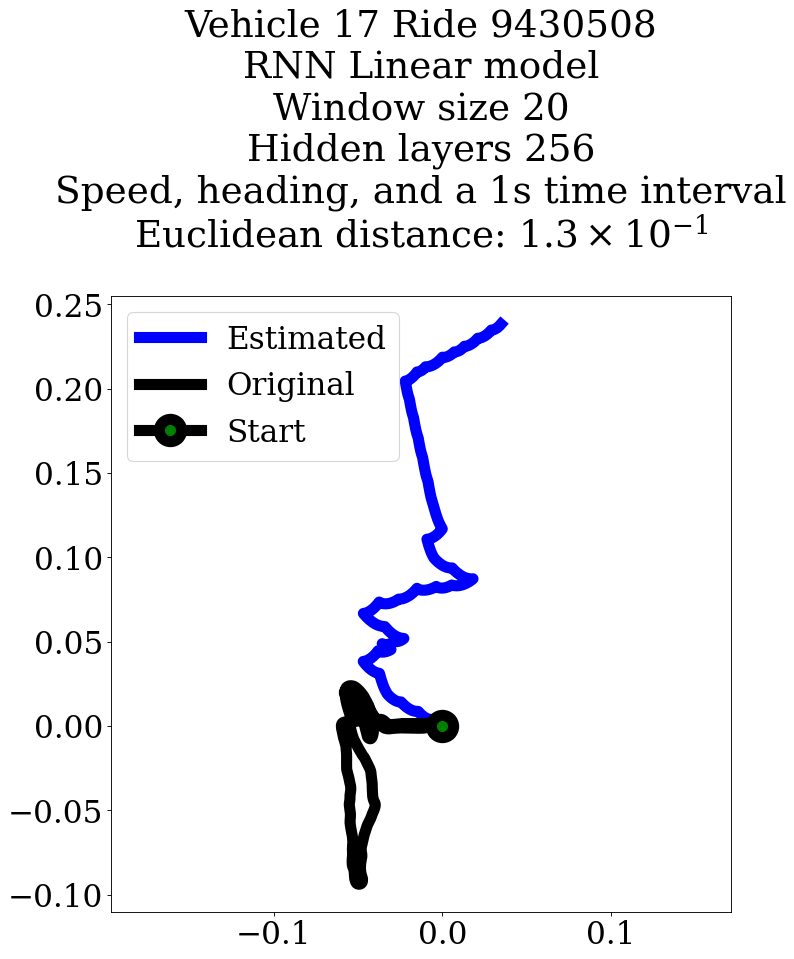 Vehicle 17 Ride 9430508
RNN Linear model
Window size 20
Hidden layers 256
Speed, heading, and a 1s time interval
Euclidean distance: 1.3 × 10⁻¹
Estimated
Original
Start
0.25
0.20
0.15
0.10
0.05
0.00
−0.05
−0.10
−0.1 0.0 0.1